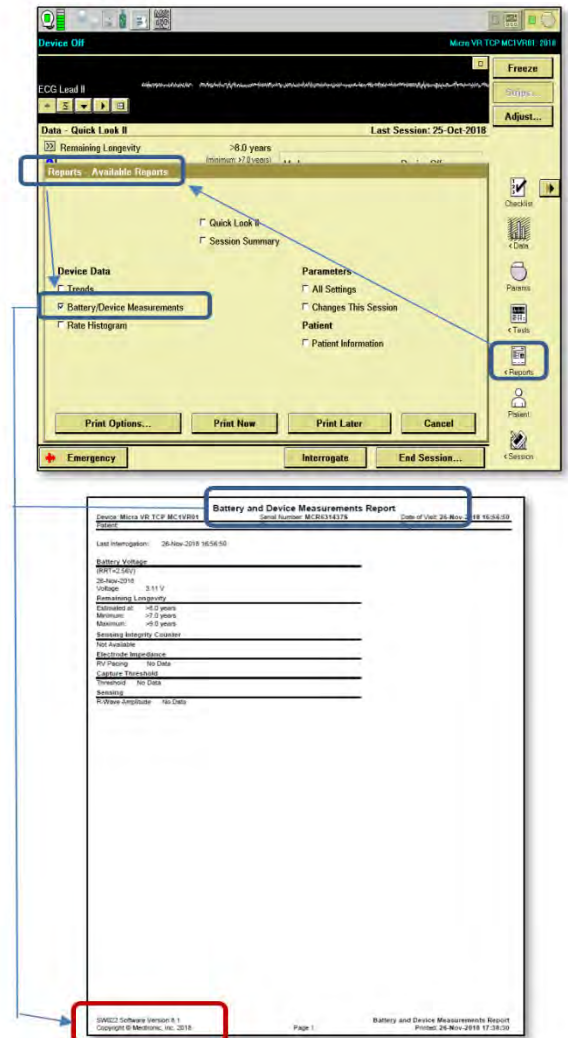 Device Off Micra VR TCP MC1VR01 2018
Freeze
ECG Lead II
Strips...
Adjust...
Data - Quick Look II Last Session: 25-Oct-2018
Remaining Longevity >8.0 years
(minimum: >7.0 years) Device Off
Reports - Available Reports
Checklist
Quick Look II
Session Summary
< Data
Device Data Parameters
Trends All Settings
Params
Battery/Device Measurements Changes This Session
Rate Histogram Patient
< Tests
Patient Information
< Reports
Patient
Print Options... Print Now Print Later Cancel
Emergency Interrogate End Session...
< Session
Battery and Device Measurements Report
Device: Micra VR TCP MC1VR01 Serial Number: MCR6314376 Date of Visit: 26-Nov-2018 16:56:50
Patient:
Last Interrogation: 26-Nov-2018 16:56:50
Battery Voltage
(RRT=2.56V)
26-Nov-2018
Voltage 3.11 V
Remaining Longevity
Estimated at: >8.0 years
Minimum: >7.0 years
Maximum: >9.0 years
Sensing Integrity Counter
Not Available
Electrode Impedance
RV Pacing No Data
Capture Threshold
Threshold No Data
Sensing
R-Wave Amplitude No Data
SW022 Software Version 8.1 Battery and Device Measurements Report
Copyright © Medtronic, Inc. 2018 Page 1 Printed: 26-Nov-2018 17:38:30